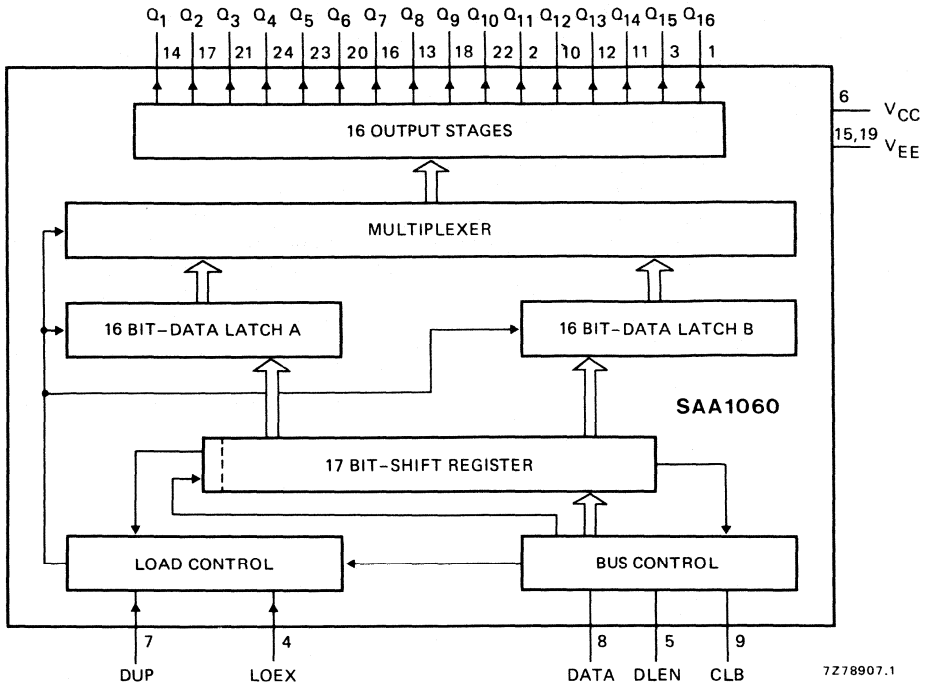 Q1 Q2 Q3 Q4 Q5 Q6 Q7 Q8 Q9 Q10 Q11 Q12 Q13 Q14 Q15 Q16
14 17 21 24 23 20 16 13 18 22 2 10 12 11 3 1
16 OUTPUT STAGES
6 VCC
15,19 VEE
MULTIPLEXER
16 BIT–DATA LATCH A
16 BIT–DATA LATCH B
SAA1060
17 BIT–SHIFT REGISTER
LOAD CONTROL
BUS CONTROL
7 4 8 5 9
DUP LOEX DATA DLEN CLB
7Z78907.1